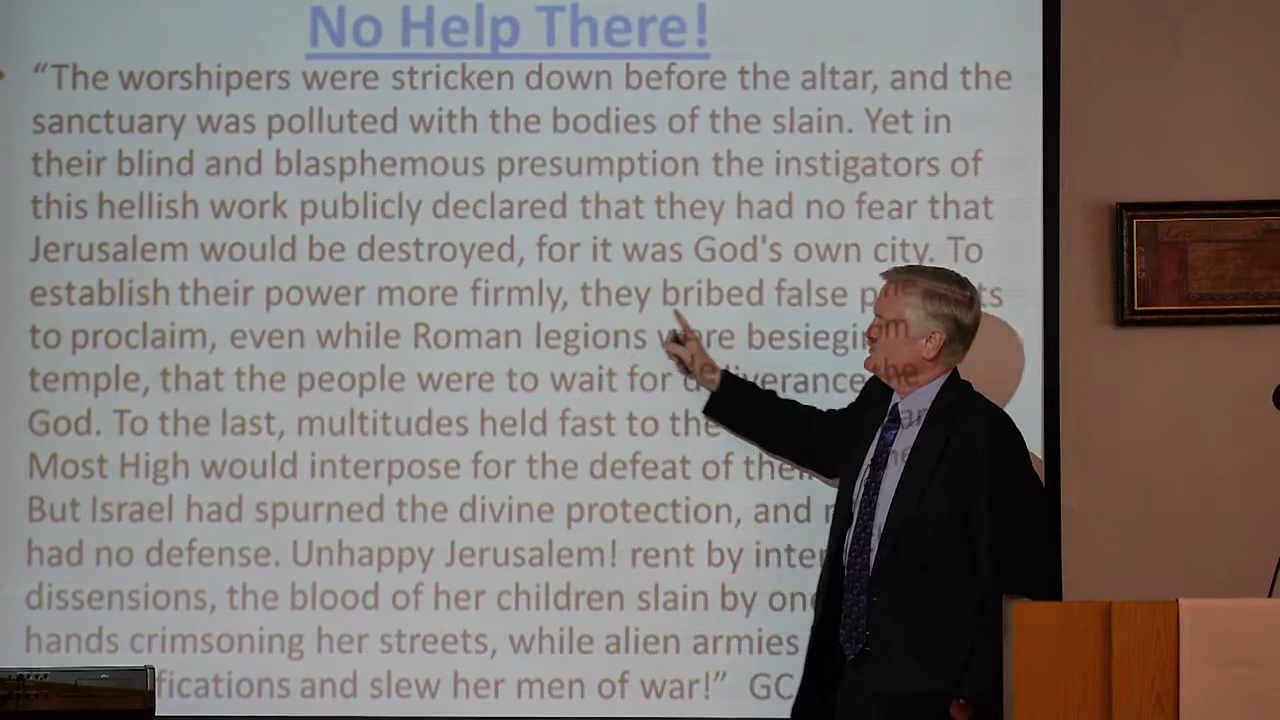 No Help There!
• “The worshipers were stricken down before the altar, and the
sanctuary was polluted with the bodies of the slain. Yet in
their blind and blasphemous presumption the instigators of
this hellish work publicly declared that they had no fear that
Jerusalem would be destroyed, for it was God's own city. To
establish their power more firmly, they bribed false
to proclaim, even while Roman legions were
temple, that the people were to wait for deliverance
God. To the last, multitudes held fast to the
Most High would interpose for the defeat of
But Israel had spurned the divine protection, and
had no defense. Unhappy Jerusalem! rent by
dissensions, the blood of her children slain by
hands crimsoning her streets, while alien armies
and slew her men of war!” GC